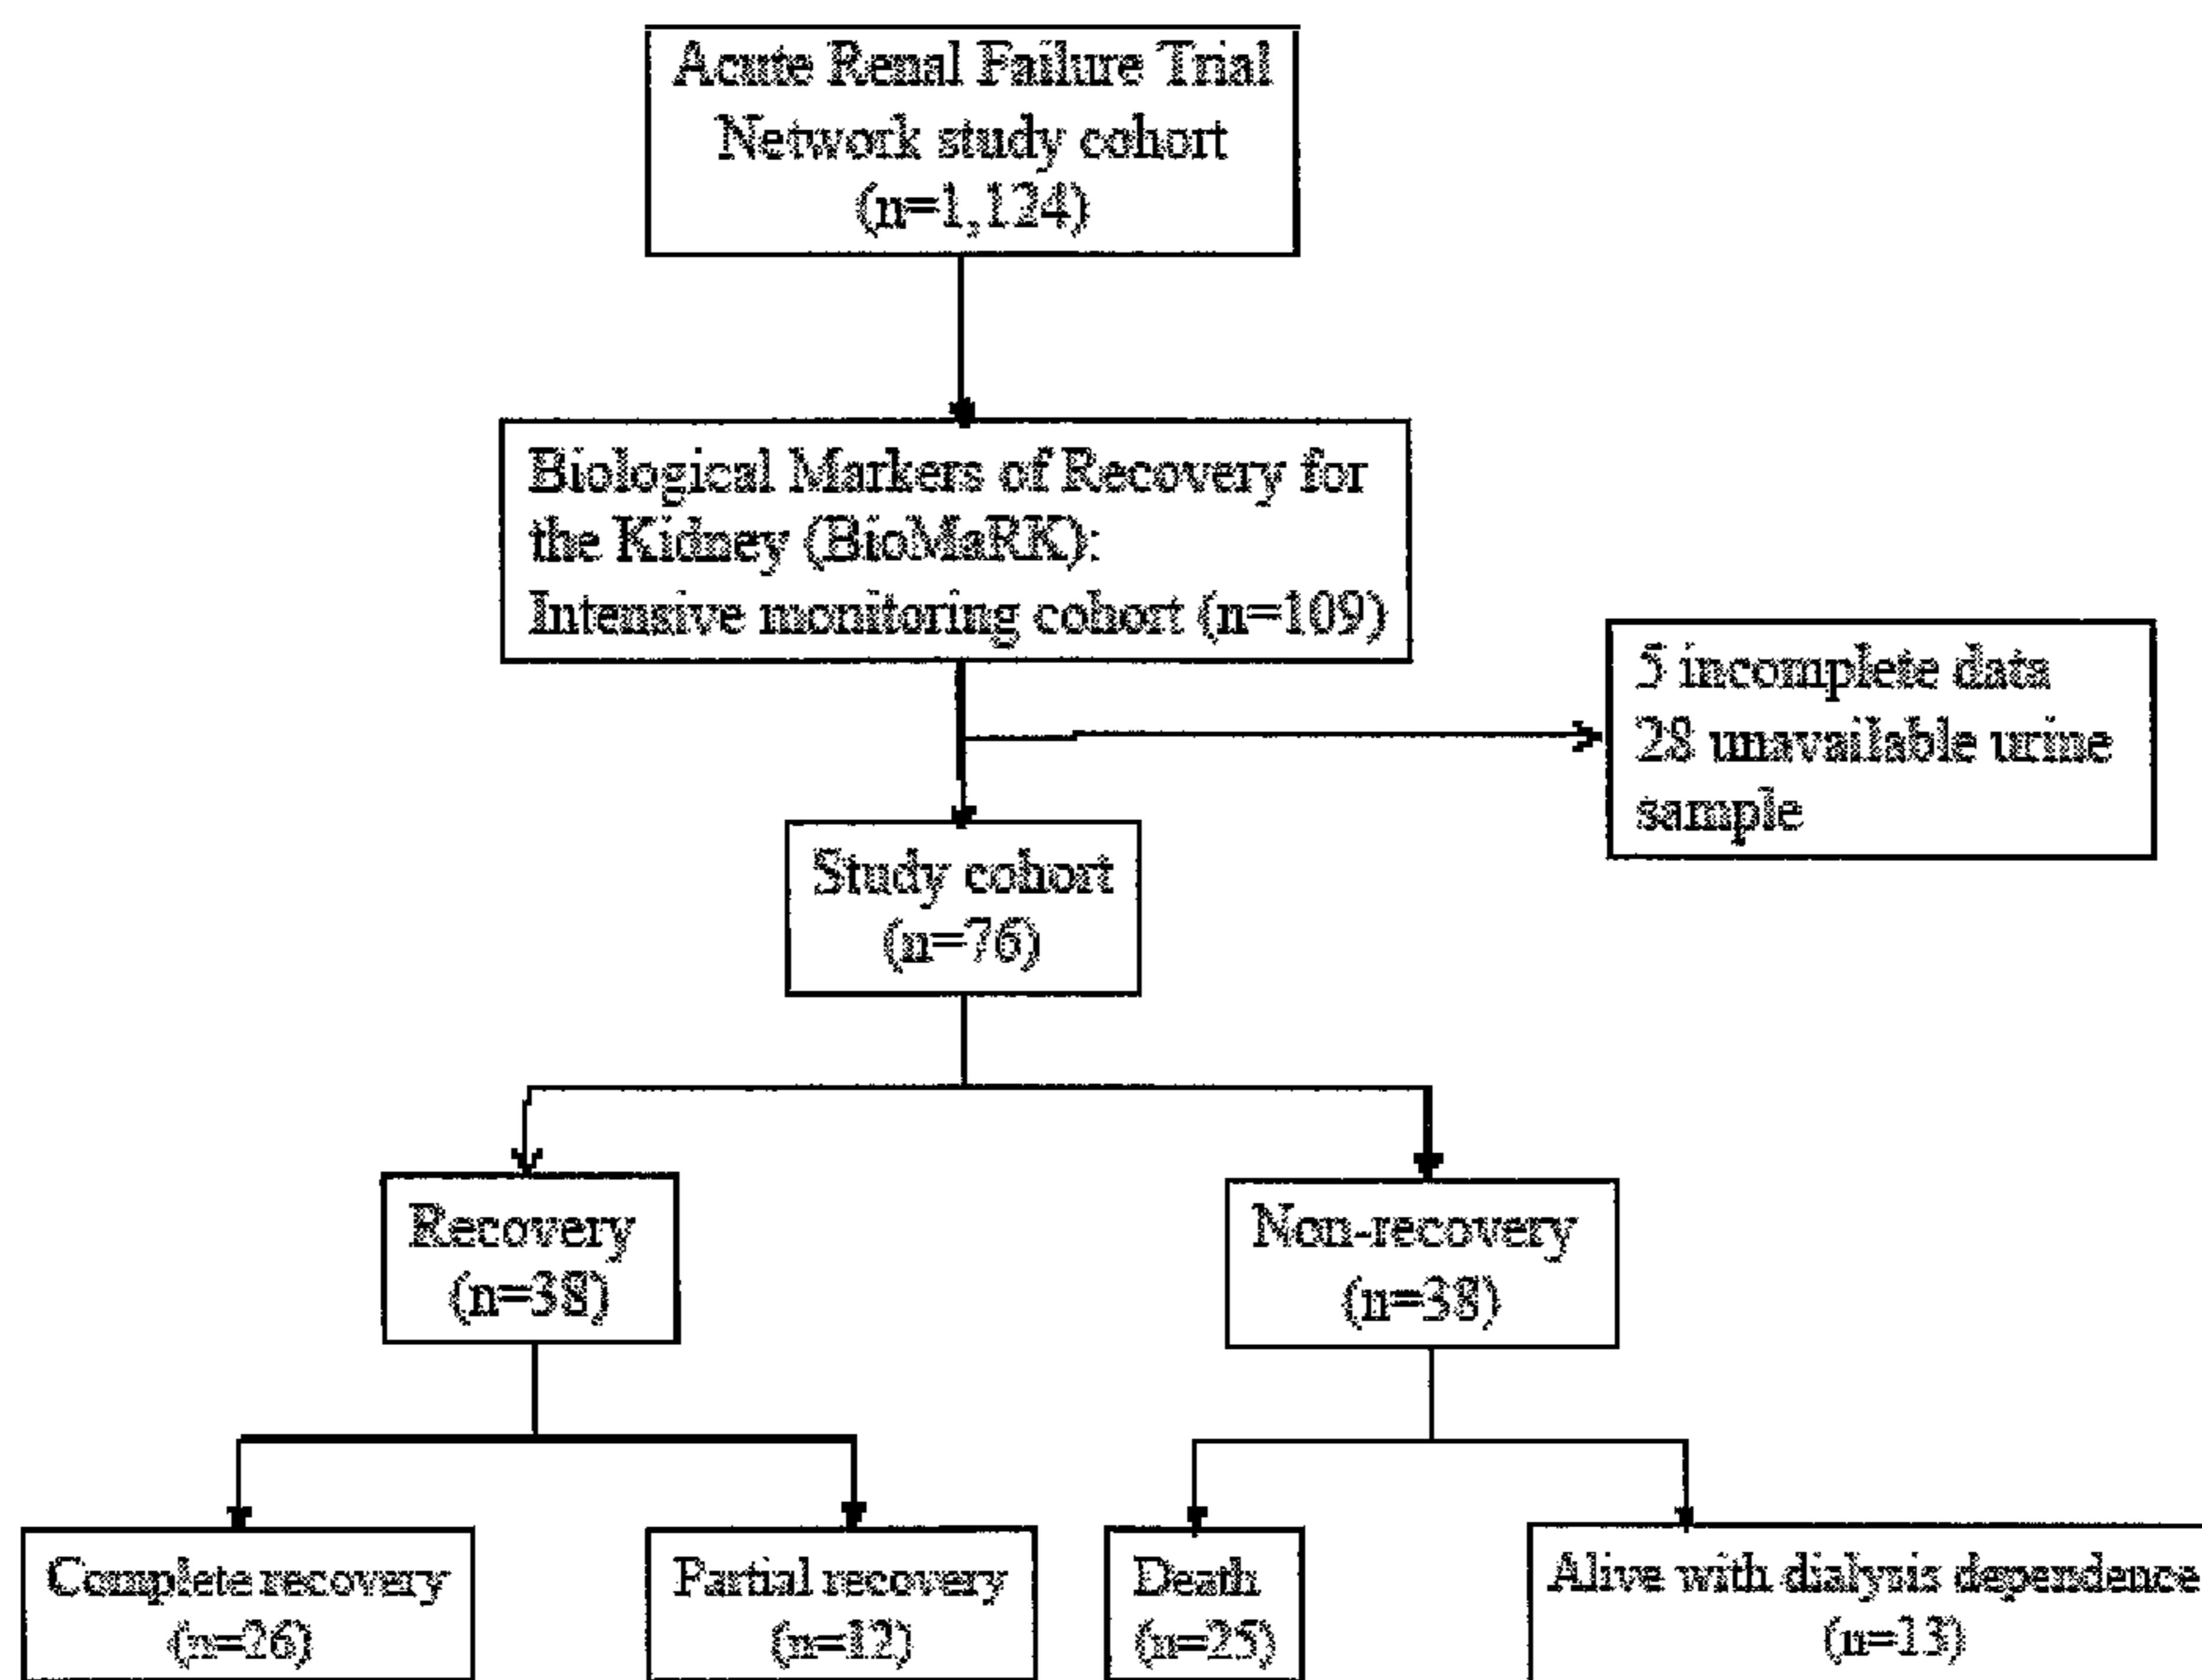 Acute Renal Failure Trial
Network study cohort
(n=1,124)
Biological Markers of Recovery for
the Kidney (BioMaRK):
Intensive monitoring cohort (n=109)
5 incomplete data
28 unavailable urine
sample
Study cohort
(n=76)
Recovery
(n=38)
Non-recovery
(n=38)
Complete recovery
(n=26)
Partial recovery
(n=12)
Death
(n=25)
Alive with dialysis dependence
(n=13)